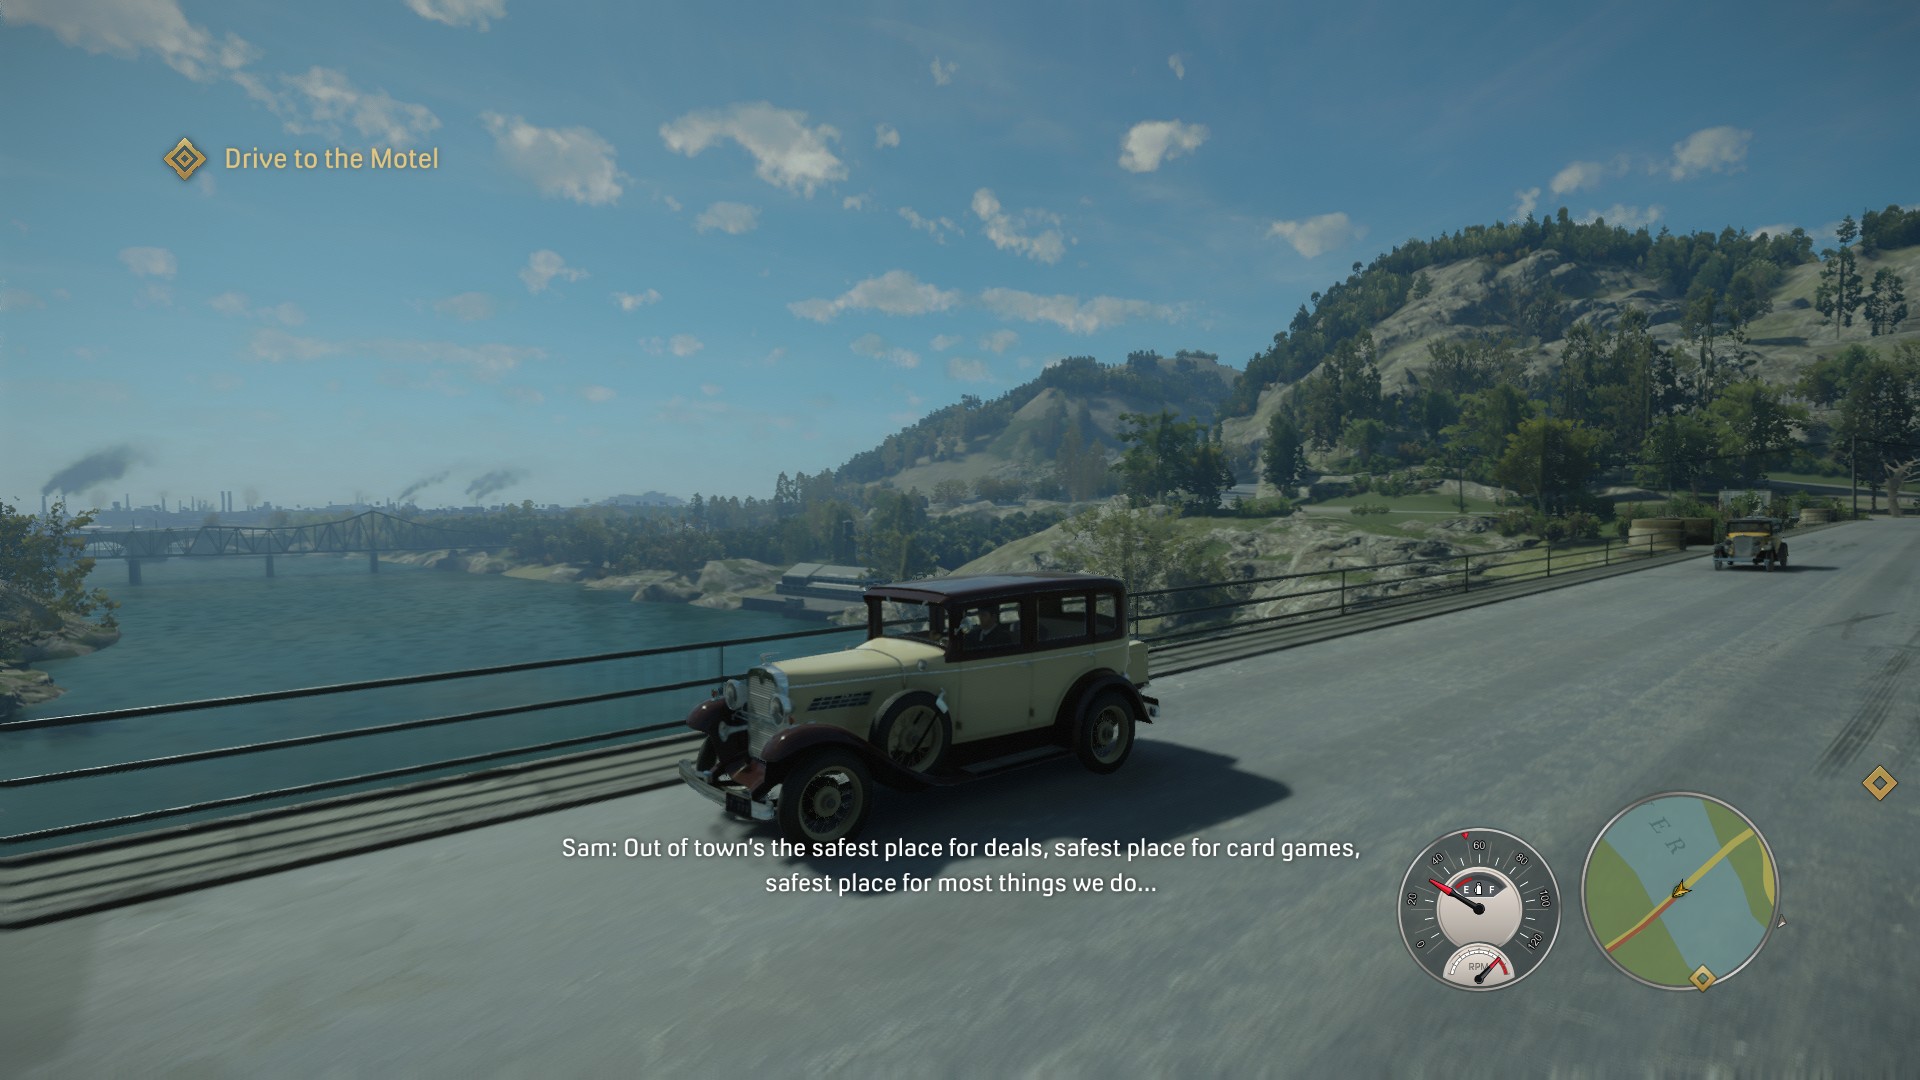 Drive to the Motel
Sam: Out of town's the safest place for deals, safest place for card games,
safest place for most things we do...
0 20 40 60 80 100 120
E F
RPM
E R